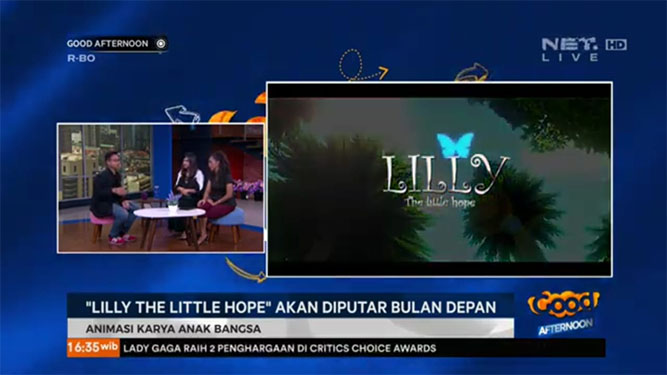 GOOD AFTERNOON
R-BO
NET. HD
LIVE
LILLY
The little hope
"LILLY THE LITTLE HOPE" AKAN DIPUTAR BULAN DEPAN
ANIMASI KARYA ANAK BANGSA
Good
AFTERNOON
16:35 wib LADY GAGA RAIH 2 PENGHARGAAN DI CRITICS CHOICE AWARDS